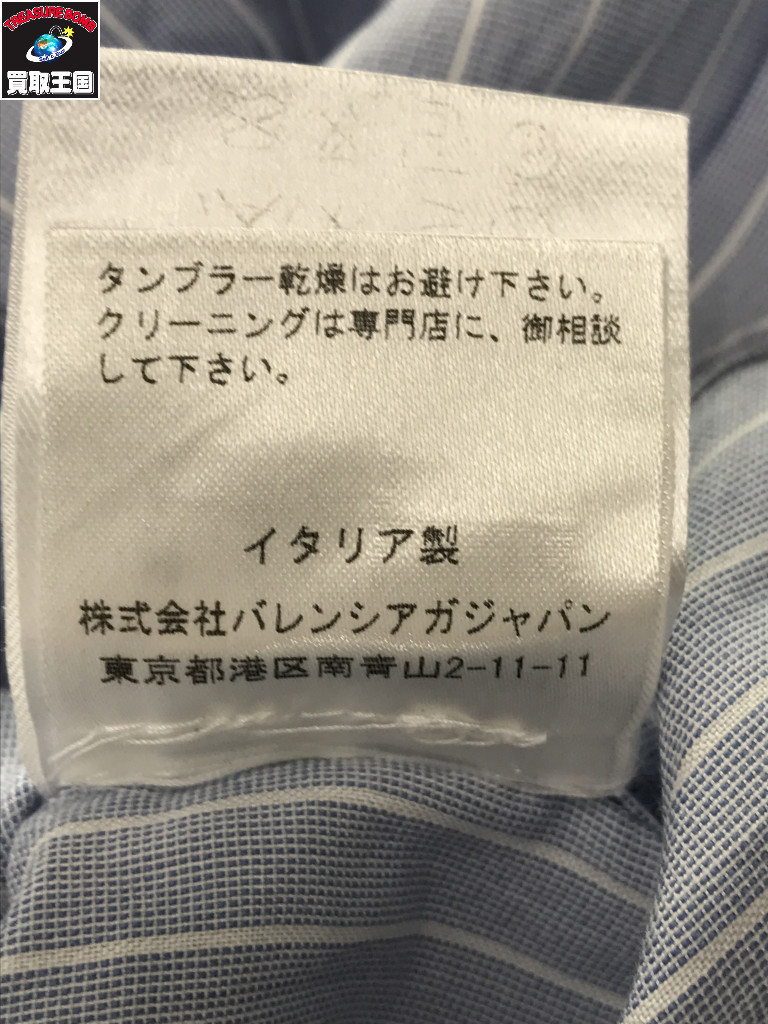 TREASURE BOMB
買取王国
タンブラー乾燥はお避け下さい。
クリーニングは専門店に、御相談
して下さい。
イタリア製
株式会社バレンシアガジャパン
東京都港区南青山2-11-11